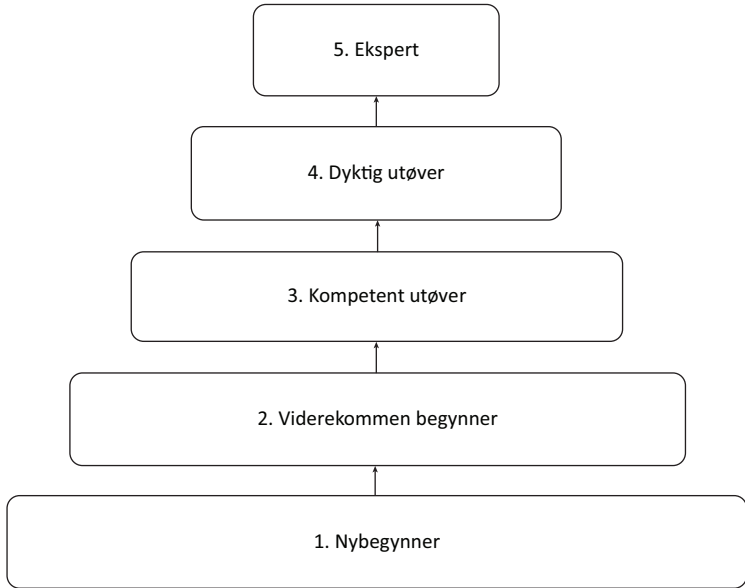 5. Ekspert
4. Dyktig utøver
3. Kompetent utøver
2. Viderekommen begynner
1. Nybegynner